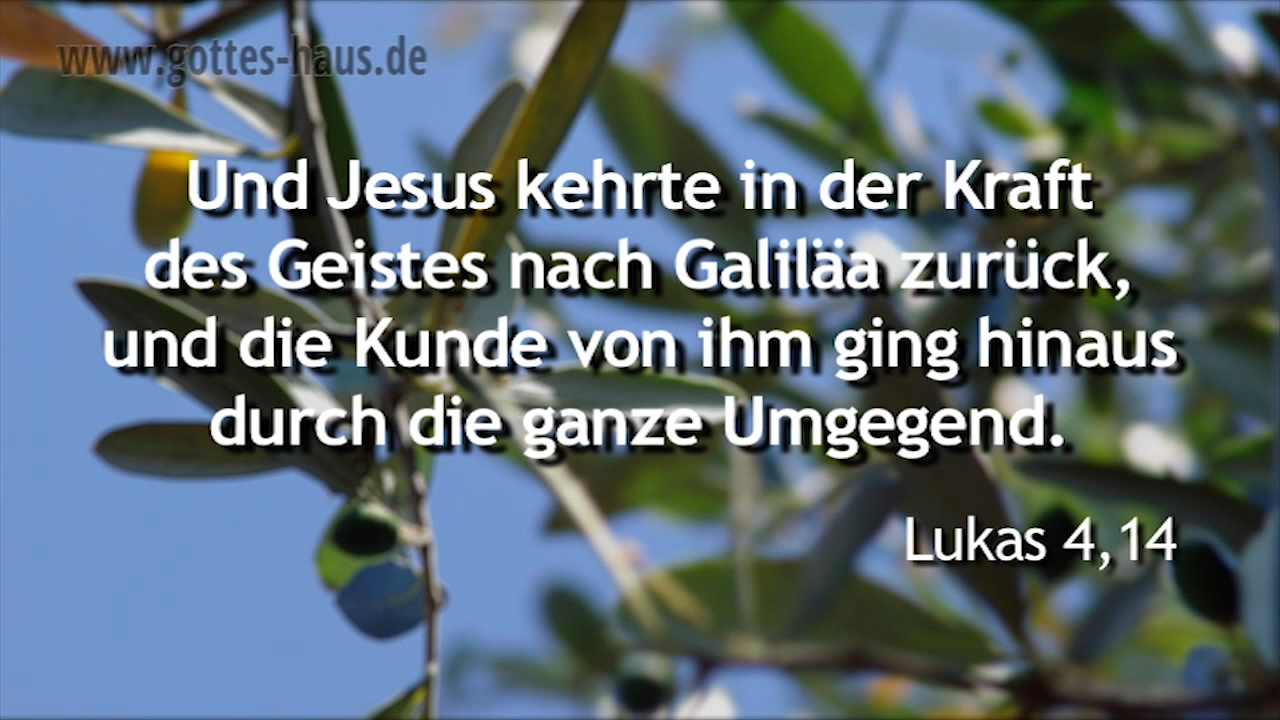 www.gottes-haus.de
Und Jesus kehrte in der Kraft
des Geistes nach Galiläa zurück,
und die Kunde von ihm ging hinaus
durch die ganze Umgegend.
Lukas 4,14